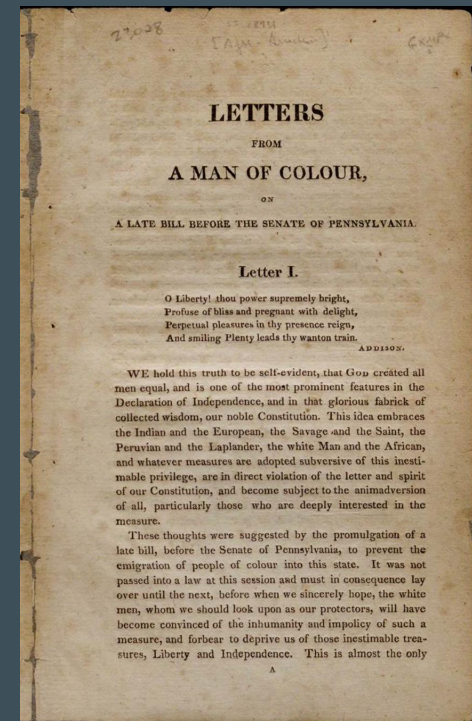 27,028
LETTERS
FROM
A MAN OF COLOUR,
ON
A LATE BILL BEFORE THE SENATE OF PENNSYLVANIA.
Letter I.
O Liberty! thou power supremely bright,
Profuse of bliss and pregnant with delight,
Perpetual pleasures in thy presence reign,
And smiling Plenty leads thy wanton train.
ADDISON.
WE hold this truth to be self-evident, that GOD created all
men equal, and is one of the most prominent features in the
Declaration of Independence, and in that glorious fabrick of
collected wisdom, our noble Constitution. This idea embraces
the Indian and the European, the Savage and the Saint, the
Peruvian and the Laplander, the white Man and the African,
and whatever measures are adopted subversive of this inesti-
mable privilege, are in direct violation of the letter and spirit
of our Constitution, and become subject to the animadversion
of all, particularly those who are deeply interested in the
measure.
These thoughts were suggested by the promulgation of a
late bill, before the Senate of Pennsylvania, to prevent the
emigration of people of colour into this state. It was not
passed into a law at this session and must in consequence lay
over until the next, before when we sincerely hope, the white
men, whom we should look upon as our protectors, will have
become convinced of the inhumanity and impolicy of such a
measure, and forbear to deprive us of those inestimable trea-
sures, Liberty and Independence. This is almost the only
A